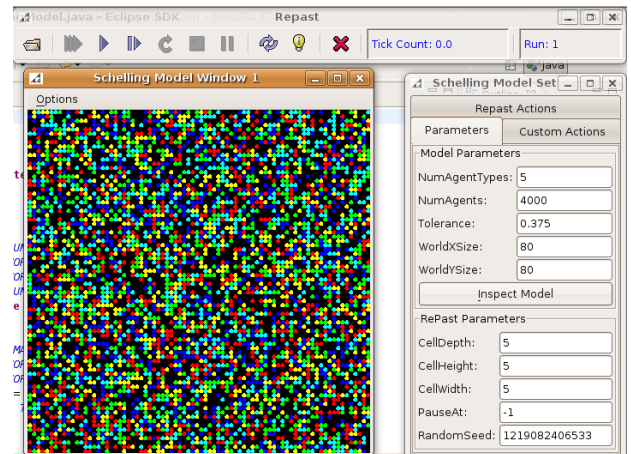 Model.java - Eclipse SDK
Repast
Tick Count: 0.0
Run: 1
Java
Schelling Model Window 1
Options
Schelling Model Set
Repast Actions
Parameters
Custom Actions
Model Parameters
NumAgentTypes: 5
NumAgents: 4000
Tolerance: 0.375
WorldXSize: 80
WorldYSize: 80
Inspect Model
RePast Parameters
CellDepth: 5
CellHeight: 5
CellWidth: 5
PauseAt: -1
RandomSeed: 1219082406533